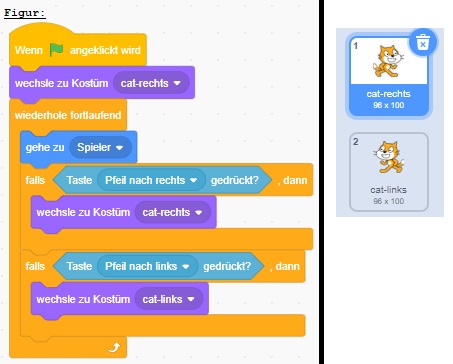 Figur:
Wenn angeklickt wird
wechsle zu Kostüm cat-rechts
wiederhole fortlaufend
gehe zu Spieler
falls Taste Pfeil nach rechts gedrückt? , dann
wechsle zu Kostüm cat-rechts
falls Taste Pfeil nach links gedrückt? , dann
wechsle zu Kostüm cat-links
1
cat-rechts
96 x 100
2
cat-links
96 x 100